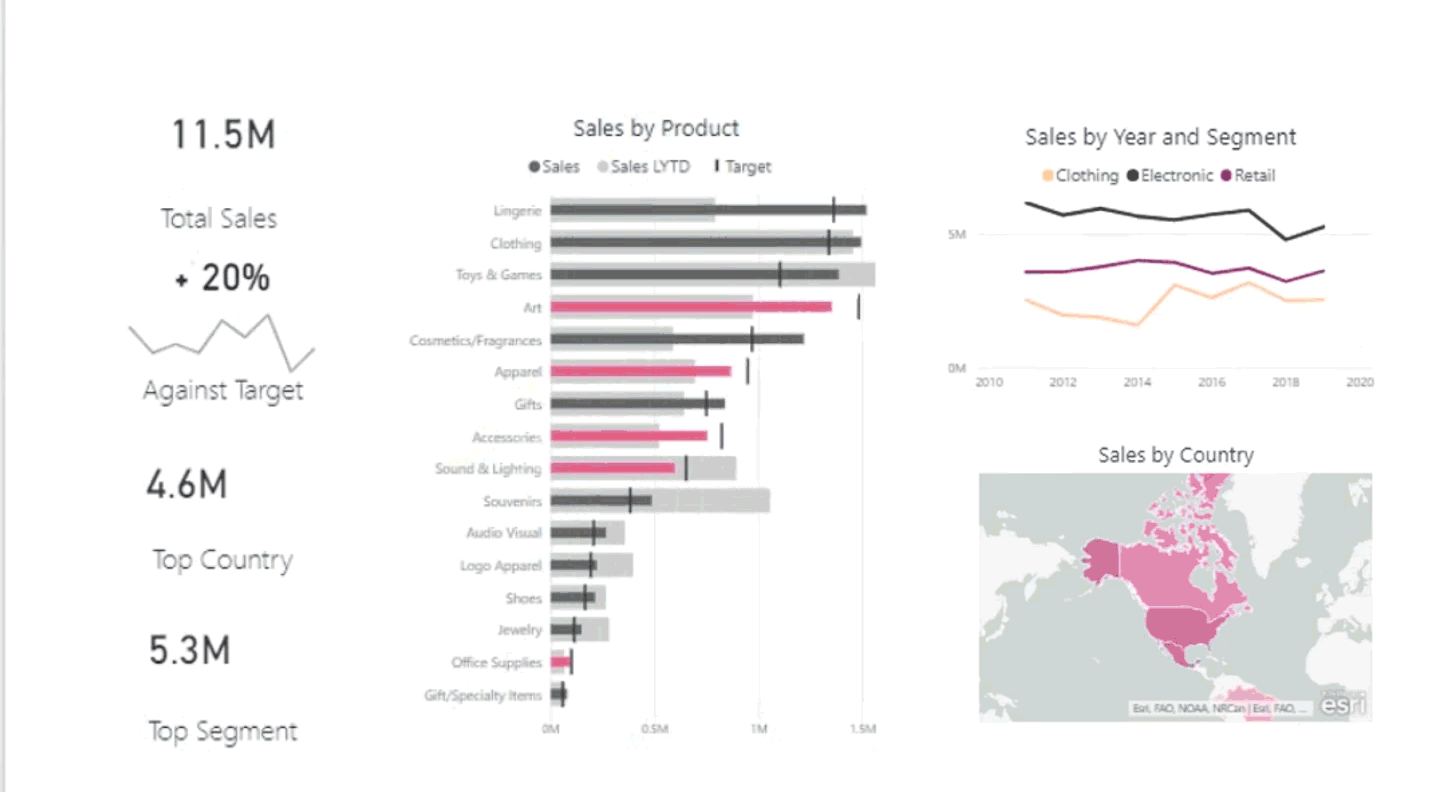 11.5M
Total Sales
+ 20%
Against Target
4.6M
Top Country
5.3M
Top Segment
Sales by Product
Sales Sales LYTD Target
Lingerie
Clothing
Toys & Games
Art
Cosmetics/Fragrances
Apparel
Gifts
Accessories
Sound & Lighting
Souvenirs
Audio Visual
Logo Apparel
Shoes
Jewelry
Office Supplies
Gift/Specialty Items
0M 0.5M 1M 1.5M
Sales by Year and Segment
Clothing Electronic Retail
5M
0M
2010 2012 2014 2016 2018 2020
Sales by Country
Esri, FAO, NOAA, NRCan | Esri, FAO, ...
esri